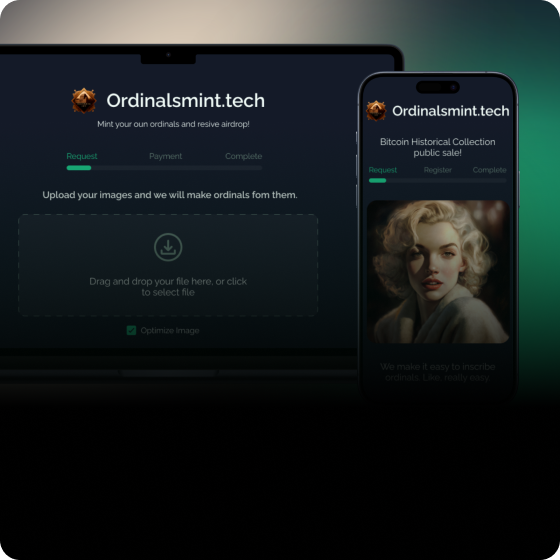 Ordinalsmint.tech
Mint your oun ordinals and resive airdrop!
Request
Payment
Complete
Upload your images and we will make ordinals fom them.
Drag and drop your file here, or click
to select file
Optimize Image
Ordinalsmint.tech
Bitcoin Historical Collection
public sale!
Request
Register
Complete
We make it easy to inscribe
ordinals. Like, really easy.